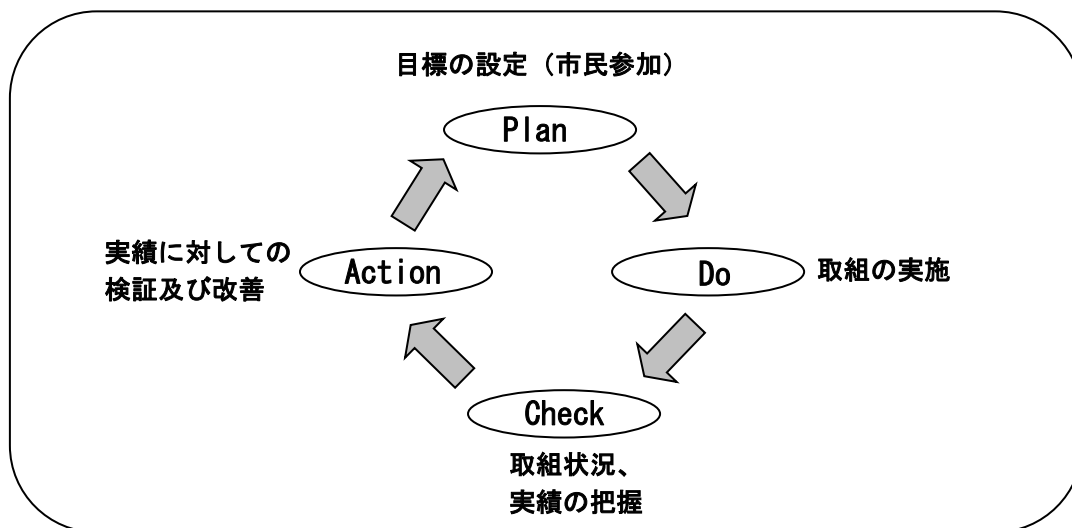 目標の設定（市民参加）
Plan
実績に対しての
検証及び改善
Action
Do
取組の実施
Check
取組状況、
実績の把握